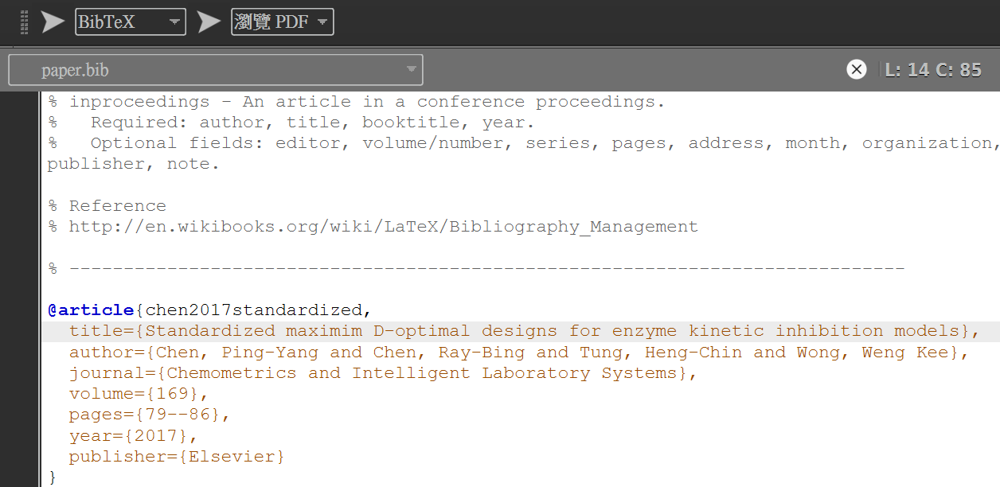 BibTeX 瀏覽 PDF
paper.bib L: 14 C: 85
% inproceedings - An article in a conference proceedings.
%   Required: author, title, booktitle, year.
%   Optional fields: editor, volume/number, series, pages, address, month, organization,
publisher, note.
% Reference
% http://en.wikibooks.org/wiki/LaTeX/Bibliography_Management
% -----------------------------------------------------------------------------
@article{chen2017standardized,
  title={Standardized maximim D-optimal designs for enzyme kinetic inhibition models},
  author={Chen, Ping-Yang and Chen, Ray-Bing and Tung, Heng-Chin and Wong, Weng Kee},
  journal={Chemometrics and Intelligent Laboratory Systems},
  volume={169},
  pages={79--86},
  year={2017},
  publisher={Elsevier}
}